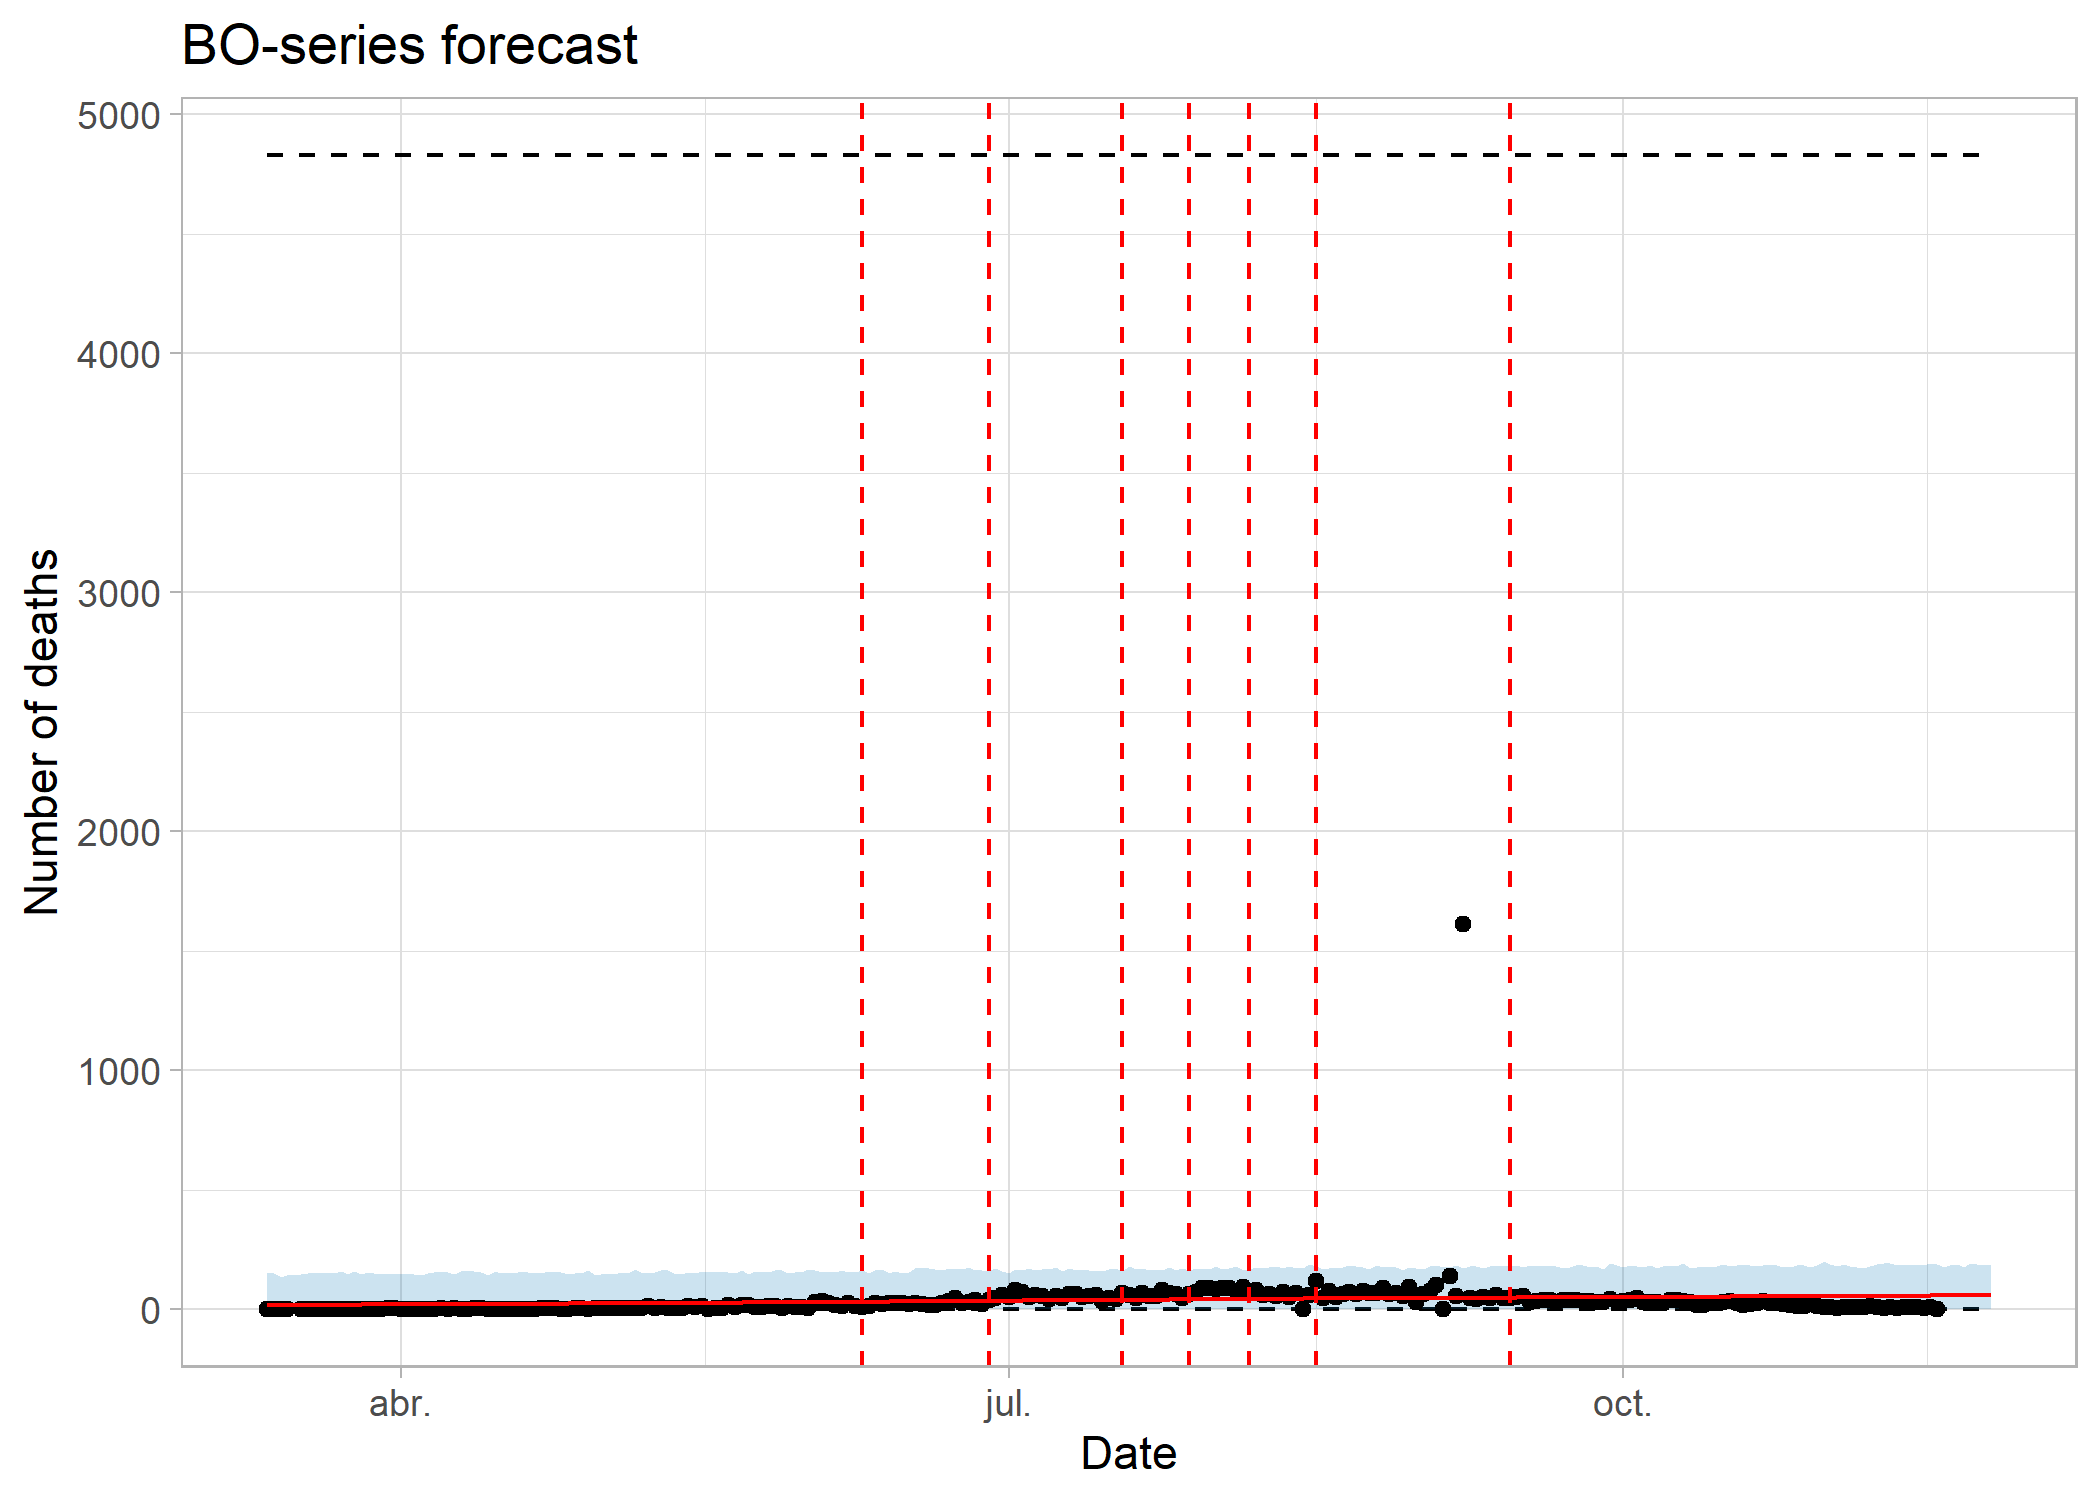 BO-series forecast
5000
4000
3000
2000
1000
0
Number of deaths
abr.
jul.
oct.
Date